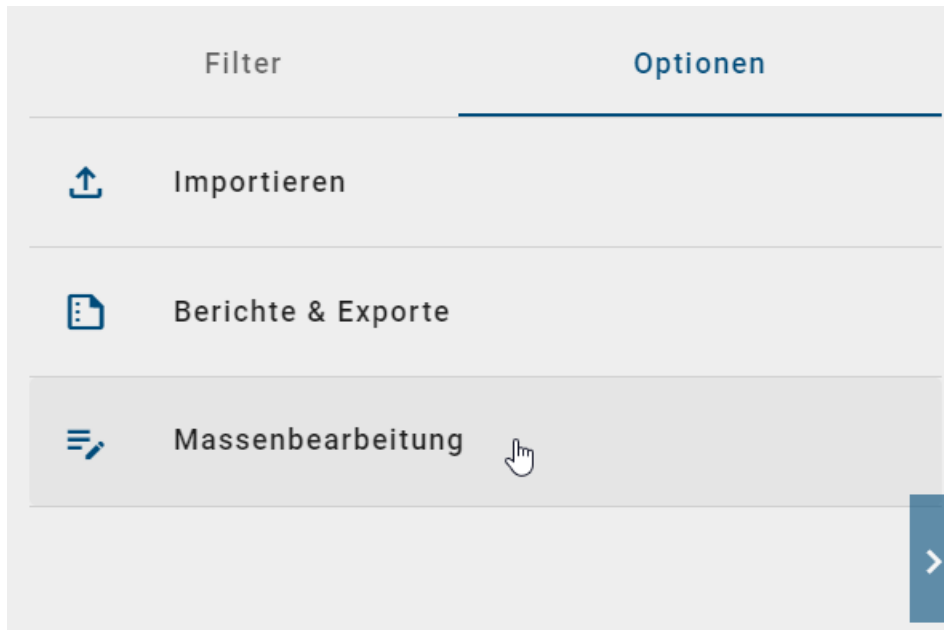 Filter
Optionen
Importieren
Berichte & Exporte
Massenbearbeitung